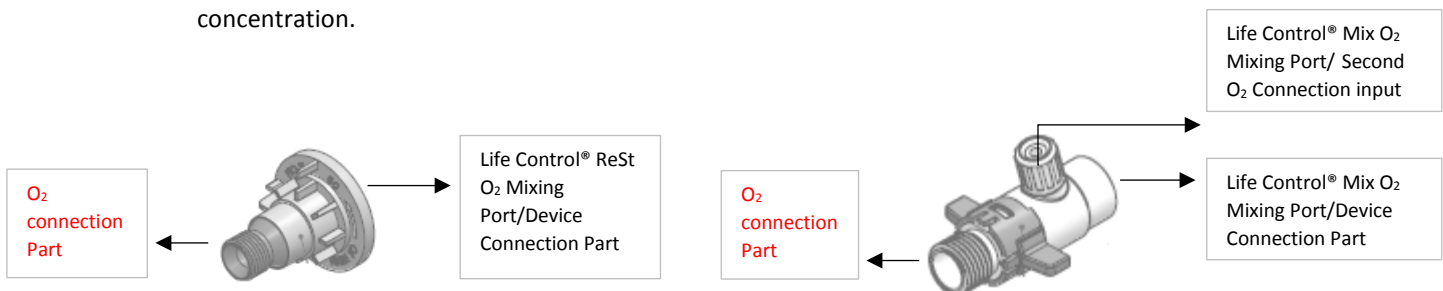 concentration.
O₂
connection
Part
Life Control® ReSt
O₂ Mixing
Port/Device
Connection Part
O₂
connection
Part
Life Control® Mix O₂
Mixing Port/ Second
O₂ Connection input
Life Control® Mix O₂
Mixing Port/Device
Connection Part